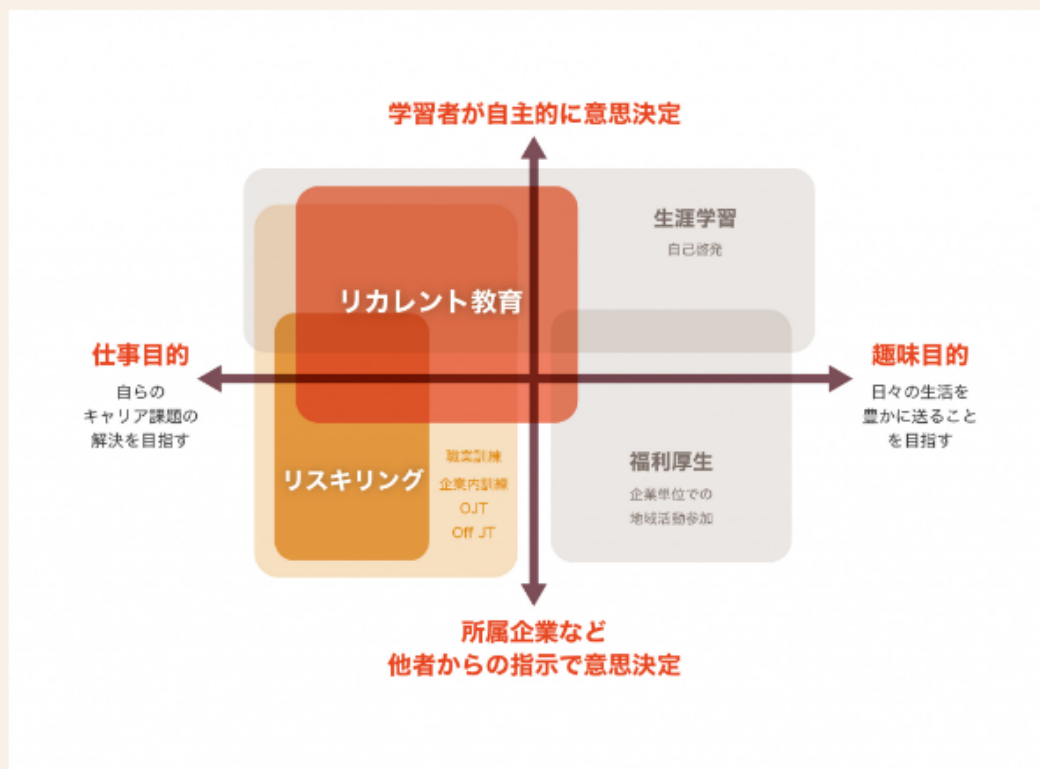 学習者が自主的に意思決定
生涯学習
自己啓発
リカレント教育
仕事目的
自らの
キャリア課題の
解決を目指す
趣味目的
日々の生活を
豊かに送ること
を目指す
リスキリング
職業訓練
企業内訓練
OJT
Off JT
福利厚生
企業単位での
地域活動参加
所属企業など
他者からの指示で意思決定